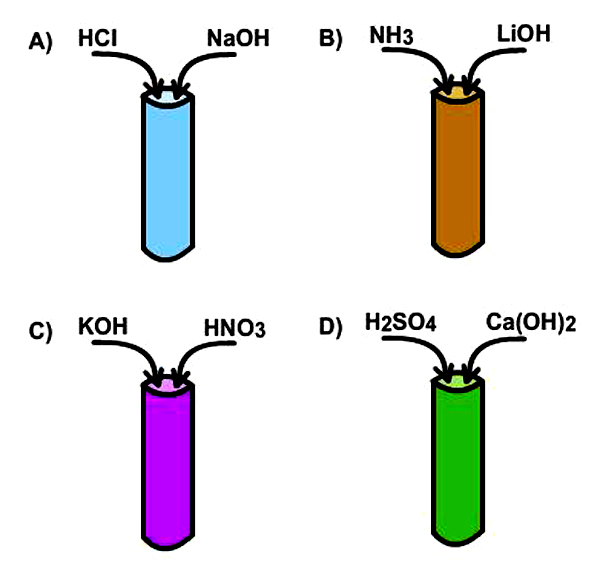 A) HCl NaOH
B) NH3 LiOH
C) KOH HNO3
D) H2SO4 Ca(OH)2